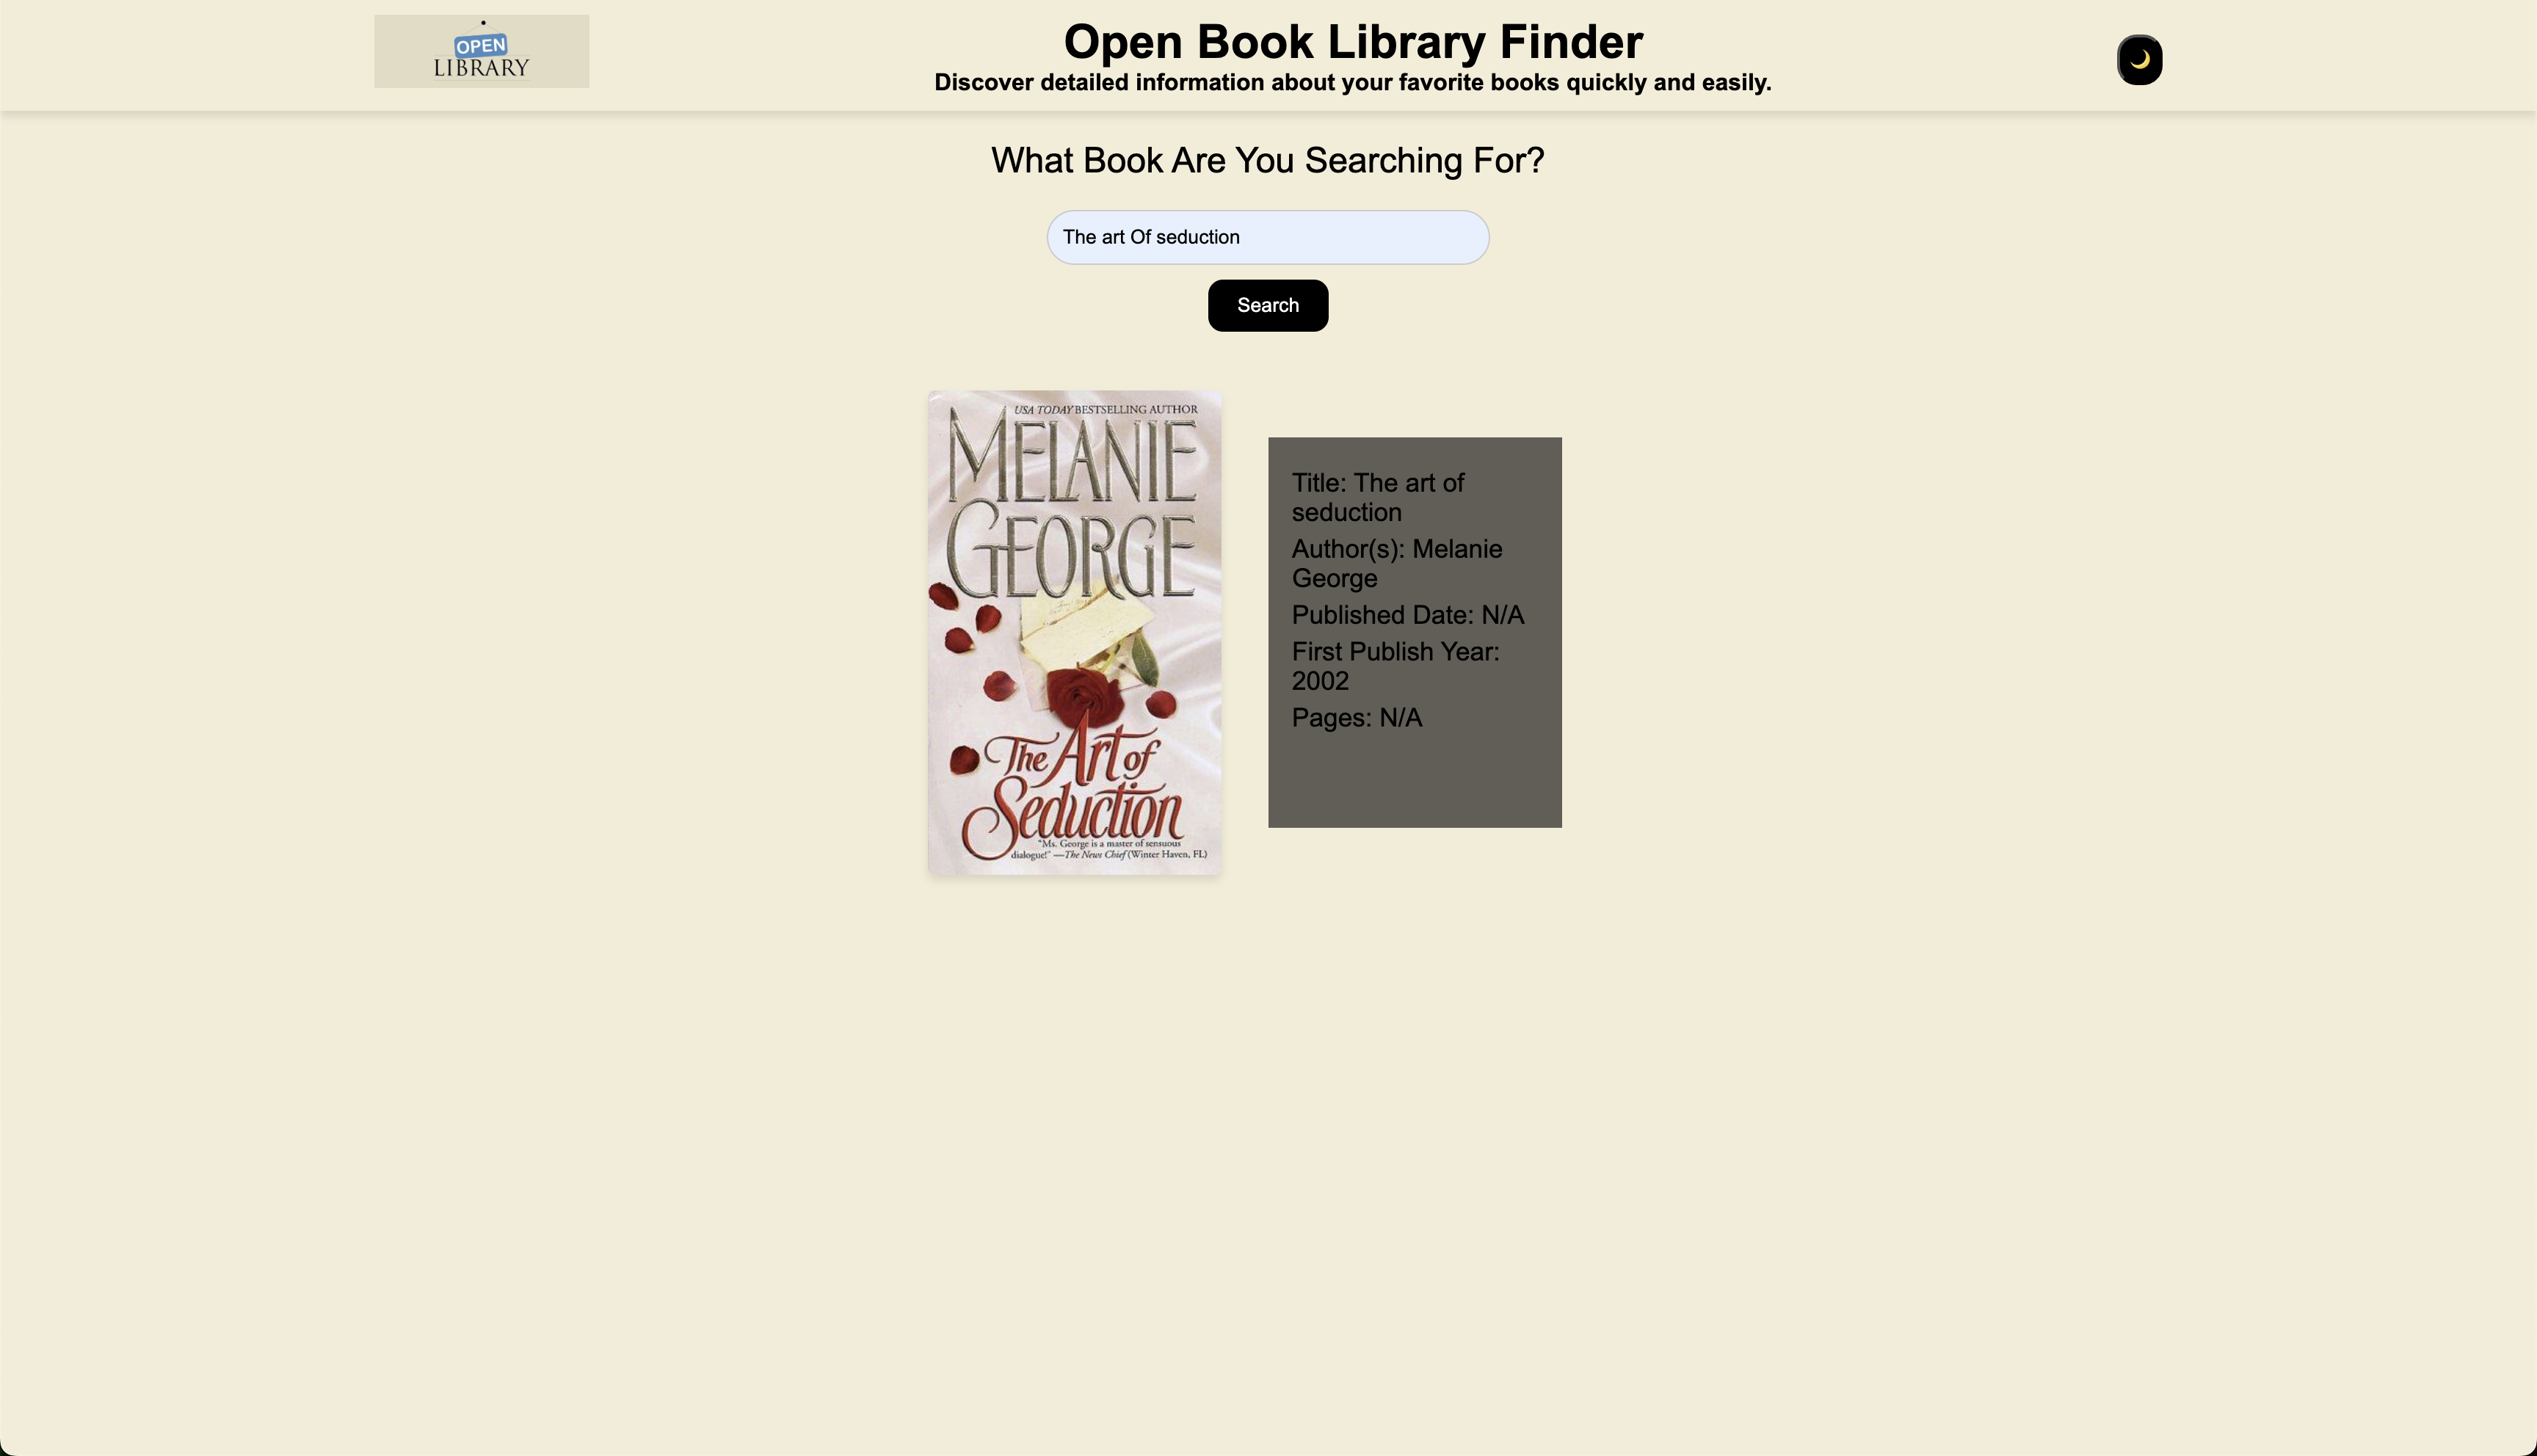 OPEN
LIBRARY
Open Book Library Finder
Discover detailed information about your favorite books quickly and easily.
What Book Are You Searching For?
The art Of seduction
Search
USA TODAY BESTSELLING AUTHOR
MELANIE
GEORGE
The Art of
Seduction
"Ms. George is a master of sensuous
dialogue!" —The News Chief (Winter Haven, FL)
Title: The art of
seduction
Author(s): Melanie
George
Published Date: N/A
First Publish Year:
2002
Pages: N/A